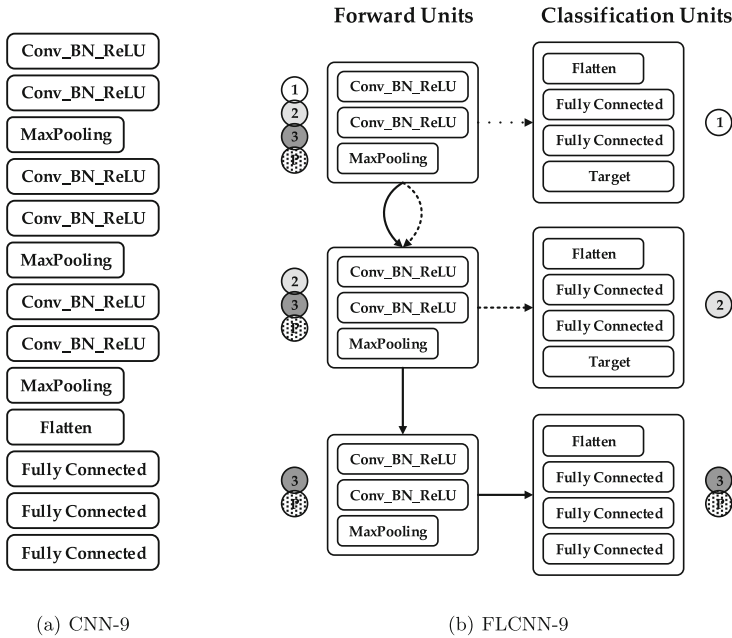 Conv_BN_ReLU
Conv_BN_ReLU
MaxPooling
Conv_BN_ReLU
Conv_BN_ReLU
MaxPooling
Conv_BN_ReLU
Conv_BN_ReLU
MaxPooling
Flatten
Fully Connected
Fully Connected
Fully Connected
(a) CNN-9
Forward Units
Classification Units
1
2
3
P
Conv_BN_ReLU
Conv_BN_ReLU
MaxPooling
Flatten
Fully Connected
Fully Connected
Target
1
2
3
P
Conv_BN_ReLU
Conv_BN_ReLU
MaxPooling
Flatten
Fully Connected
Fully Connected
Target
2
3
P
Conv_BN_ReLU
Conv_BN_ReLU
MaxPooling
Flatten
Fully Connected
Fully Connected
Fully Connected
3
P
(b) FLCNN-9